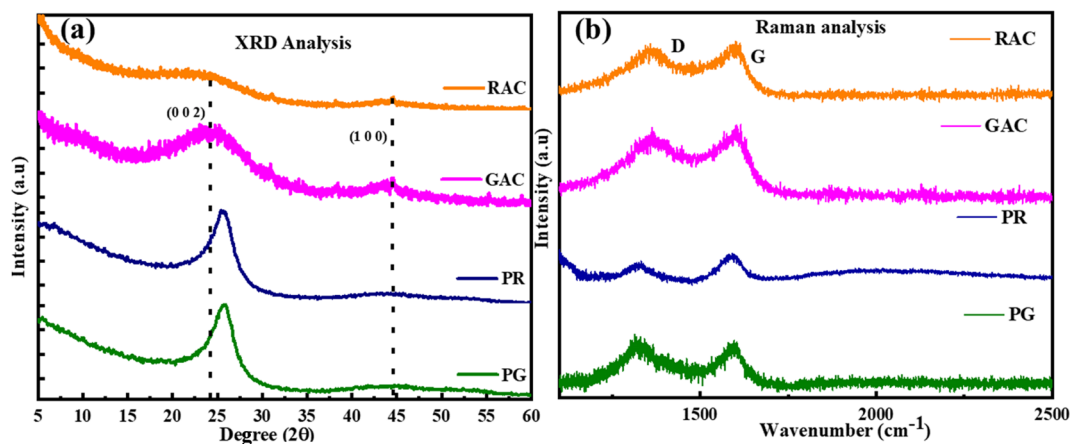 (a)
XRD Analysis
RAC
(0 0 2)
(1 0 0)
GAC
PR
PG
Intensity (a.u)
5 10 15 20 25 30 35 40 45 50 55 60
Degree (2θ)
(b)
Raman analysis
D
G
RAC
GAC
PR
PG
Intensity (a.u)
1500 2000 2500
Wavenumber (cm⁻¹)